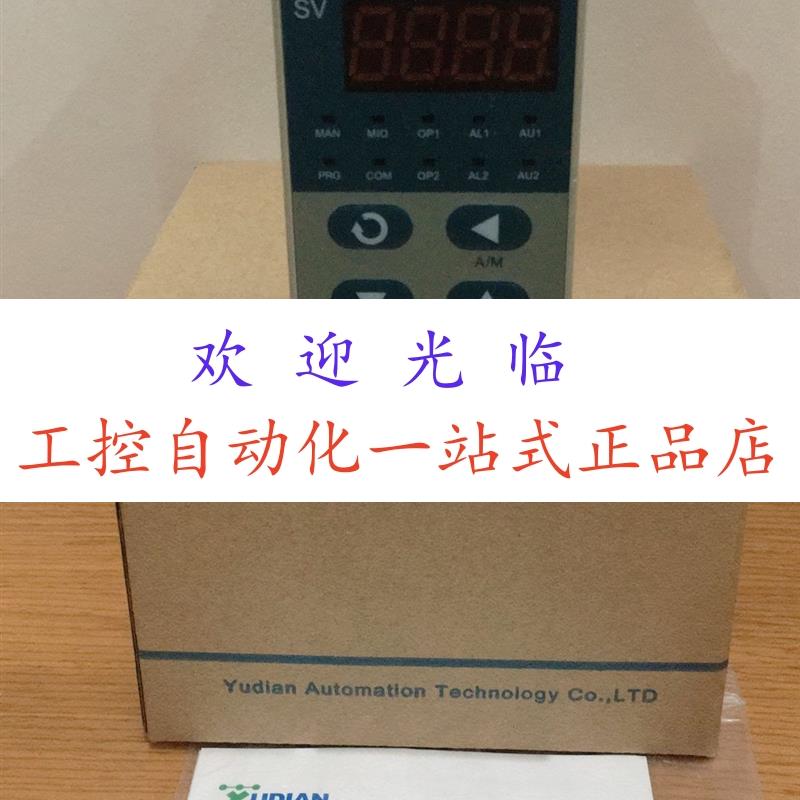 SV
MAN MIO OP1 AL1 AU1
PRG COM OP2 AL2 AU2
A/M
欢迎光临
工控自动化一站式正品店
Yudian Automation Technology Co.,LTD
YUDIAN